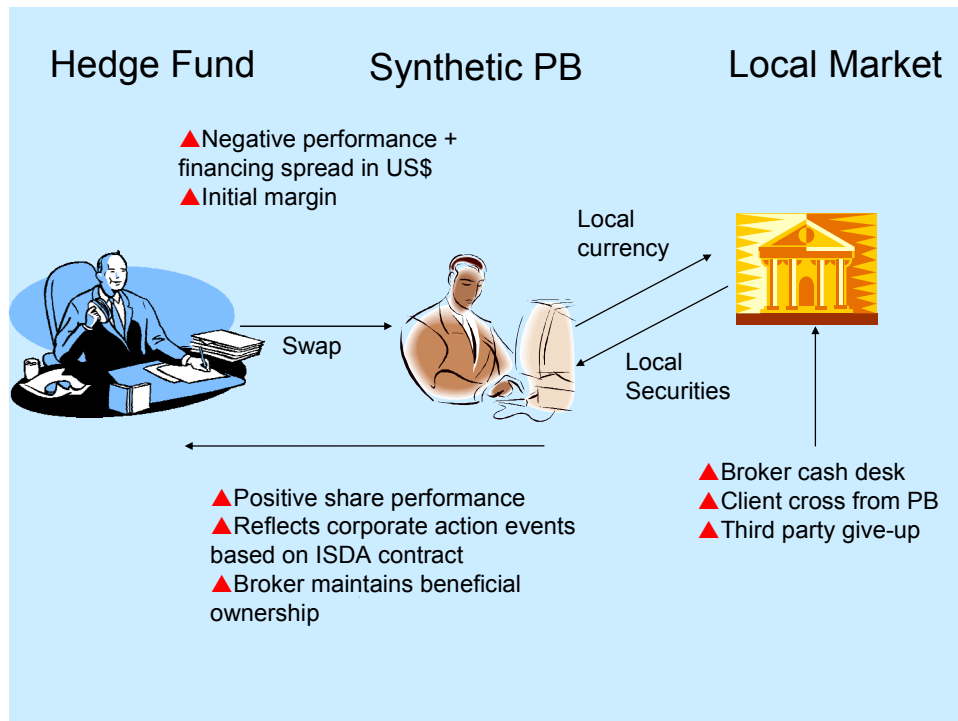 Hedge Fund
Synthetic PB
Local Market
▲Negative performance +
financing spread in US$
▲Initial margin
Local
currency
Swap
Local
Securities
▲Positive share performance
▲Reflects corporate action events
based on ISDA contract
▲Broker maintains beneficial
ownership
▲Broker cash desk
▲Client cross from PB
▲Third party give-up